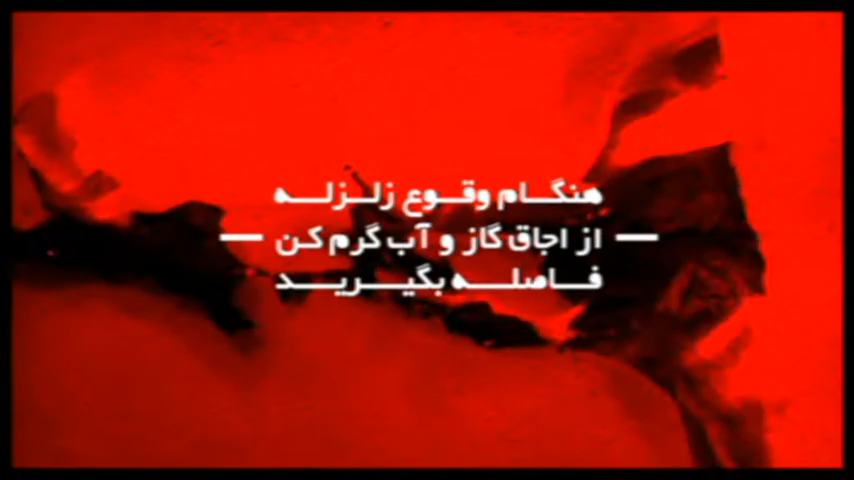 هنگام وقوع زلزله
از اجاق گاز و آب گرم کن
فاصله بگیرید